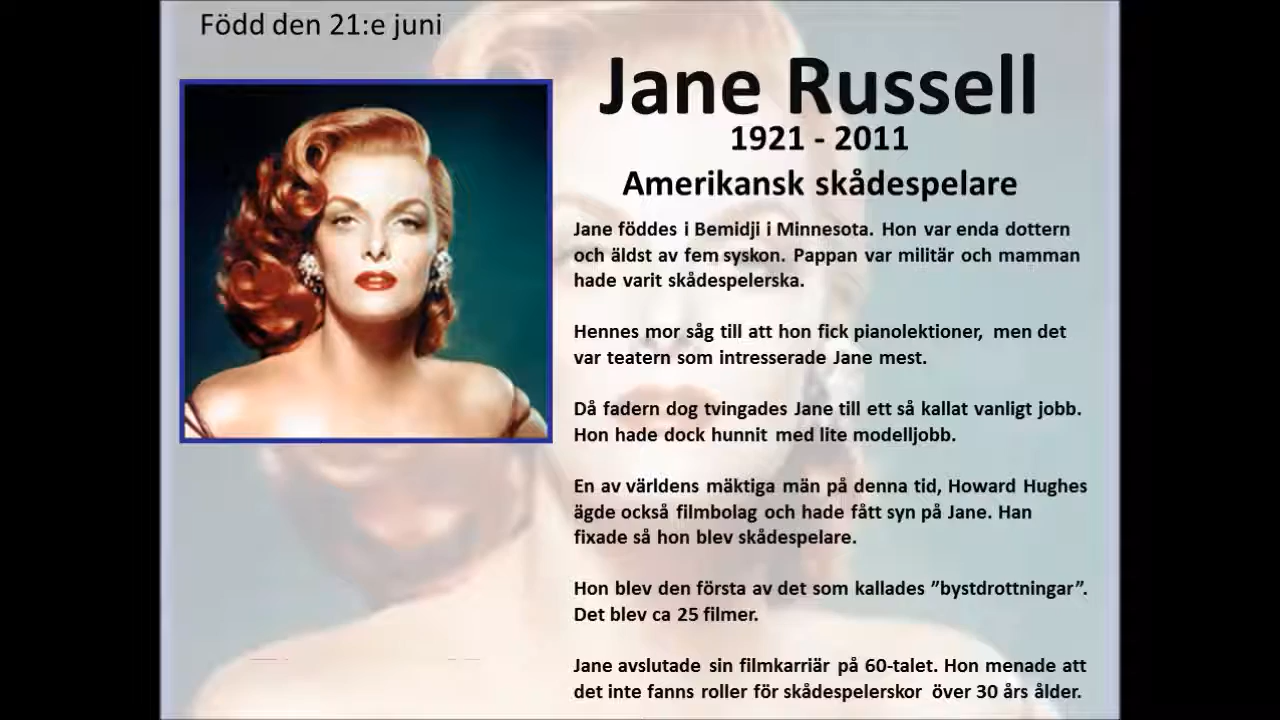 Född den 21:e juni
Jane Russell
1921 - 2011
Amerikansk skådespelare
Jane föddes i Bemidji i Minnesota. Hon var enda dottern
och äldst av fem syskon. Pappan var militär och mamman
hade varit skådespelerska.
Hennes mor såg till att hon fick pianolektioner, men det
var teatern som intresserade Jane mest.
Då fadern dog tvingades Jane till ett så kallat vanligt jobb.
Hon hade dock hunnit med lite modelljobb.
En av världens mäktiga män på denna tid, Howard Hughes
ägde också filmbolag och hade fått syn på Jane. Han
fixade så hon blev skådespelare.
Hon blev den första av det som kallades ”bystdrottningar”.
Det blev ca 25 filmer.
Jane avslutade sin filmkarriär på 60-talet. Hon menade att
det inte fanns roller för skådespelerskor över 30 års ålder.